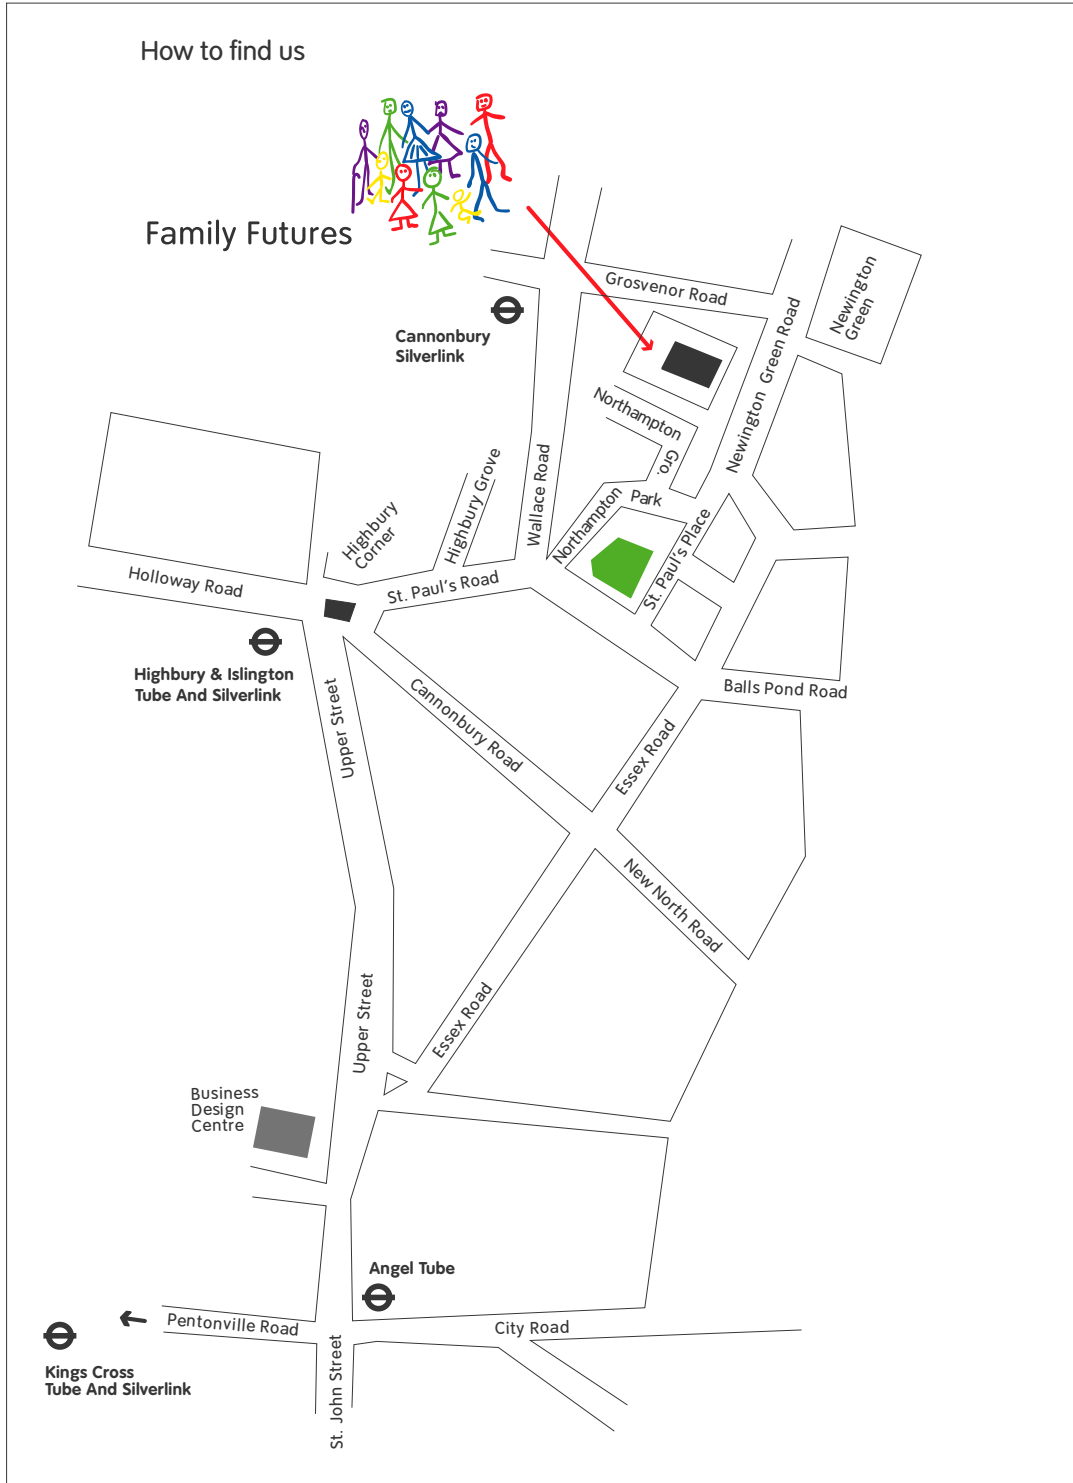 How to find us
Family Futures
Grosvenor Road
Newington
Green
Cannonbury
Silverlink
Newington Green Road
Northampton
Gro.
Wallace Road
Highbury Grove
Highbury
Corner
Northampton
Park
St. Paul's Place
Holloway Road
St. Paul's Road
Highbury & Islington
Tube And Silverlink
Upper Street
Cannonbury Road
Balls Pond Road
Essex Road
New North Road
Upper Street
Essex Road
Business
Design
Centre
Angel Tube
Pentonville Road
City Road
St. John Street
Kings Cross
Tube And Silverlink